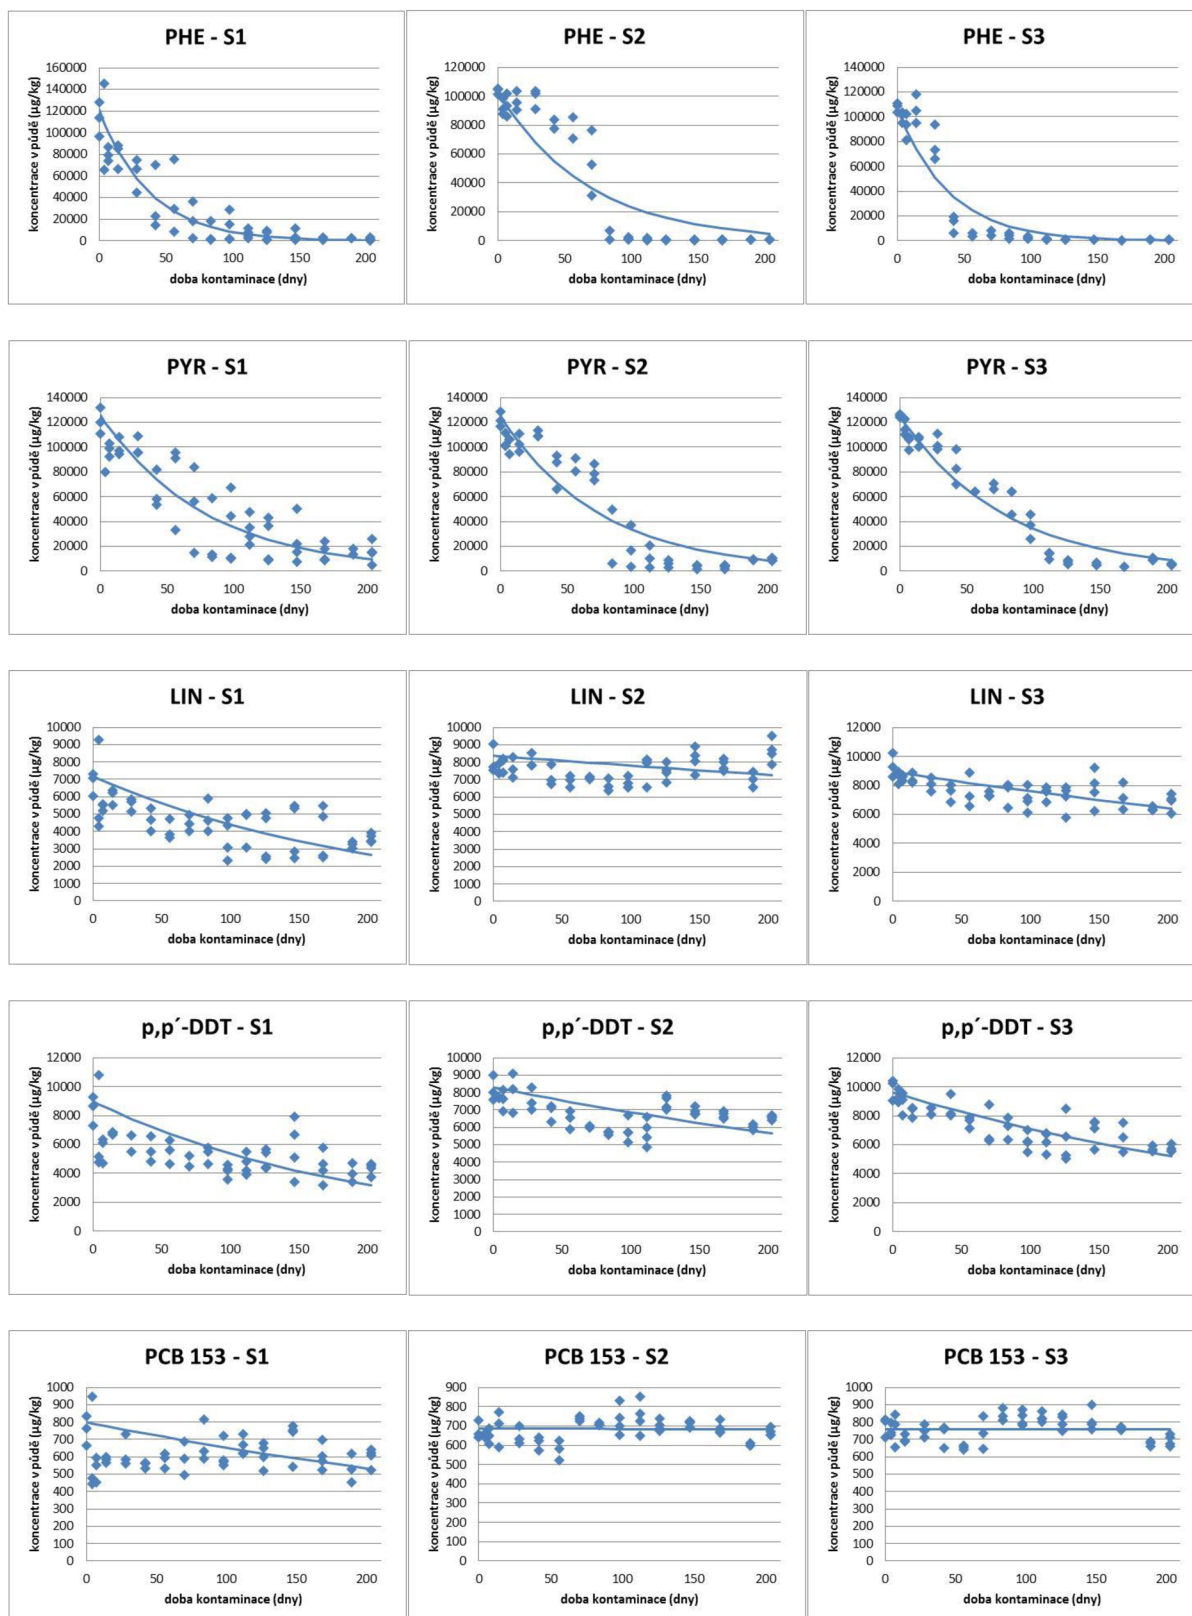 PHE - S1
koncentrace v půdě (µg/kg)
160000
140000
120000
100000
80000
60000
40000
20000
0
0 50 100 150 200
doba kontaminace (dny)
PHE - S2
koncentrace v půdě (µg/kg)
120000
100000
80000
60000
40000
20000
0
0 50 100 150 200
doba kontaminace (dny)
PHE - S3
koncentrace v půdě (µg/kg)
140000
120000
100000
80000
60000
40000
20000
0
0 50 100 150 200
doba kontaminace (dny)
PYR - S1
koncentrace v půdě (µg/kg)
140000
120000
100000
80000
60000
40000
20000
0
0 50 100 150 200
doba kontaminace (dny)
PYR - S2
koncentrace v půdě (µg/kg)
140000
120000
100000
80000
60000
40000
20000
0
0 50 100 150 200
doba kontaminace (dny)
PYR - S3
koncentrace v půdě (µg/kg)
140000
120000
100000
80000
60000
40000
20000
0
0 50 100 150 200
doba kontaminace (dny)
LIN - S1
koncentrace v půdě (µg/kg)
10000
9000
8000
7000
6000
5000
4000
3000
2000
1000
0
0 50 100 150 200
doba kontaminace (dny)
LIN - S2
koncentrace v půdě (µg/kg)
10000
9000
8000
7000
6000
5000
4000
3000
2000
1000
0
0 50 100 150 200
doba kontaminace (dny)
LIN - S3
koncentrace v půdě (µg/kg)
12000
10000
8000
6000
4000
2000
0
0 50 100 150 200
doba kontaminace (dny)
p,p´-DDT - S1
koncentrace v půdě (µg/kg)
12000
10000
8000
6000
4000
2000
0
0 50 100 150 200
doba kontaminace (dny)
p,p´-DDT - S2
koncentrace v půdě (µg/kg)
10000
9000
8000
7000
6000
5000
4000
3000
2000
1000
0
0 50 100 150 200
doba kontaminace (dny)
p,p´-DDT - S3
koncentrace v půdě (µg/kg)
12000
10000
8000
6000
4000
2000
0
0 50 100 150 200
doba kontaminace (dny)
PCB 153 - S1
koncentrace v půdě (µg/kg)
1000
900
800
700
600
500
400
300
200
100
0
0 50 100 150 200
doba kontaminace (dny)
PCB 153 - S2
koncentrace v půdě (µg/kg)
900
800
700
600
500
400
300
200
100
0
0 50 100 150 200
doba kontaminace (dny)
PCB 153 - S3
koncentrace v půdě (µg/kg)
1000
900
800
700
600
500
400
300
200
100
0
0 50 100 150 200
doba kontaminace (dny)